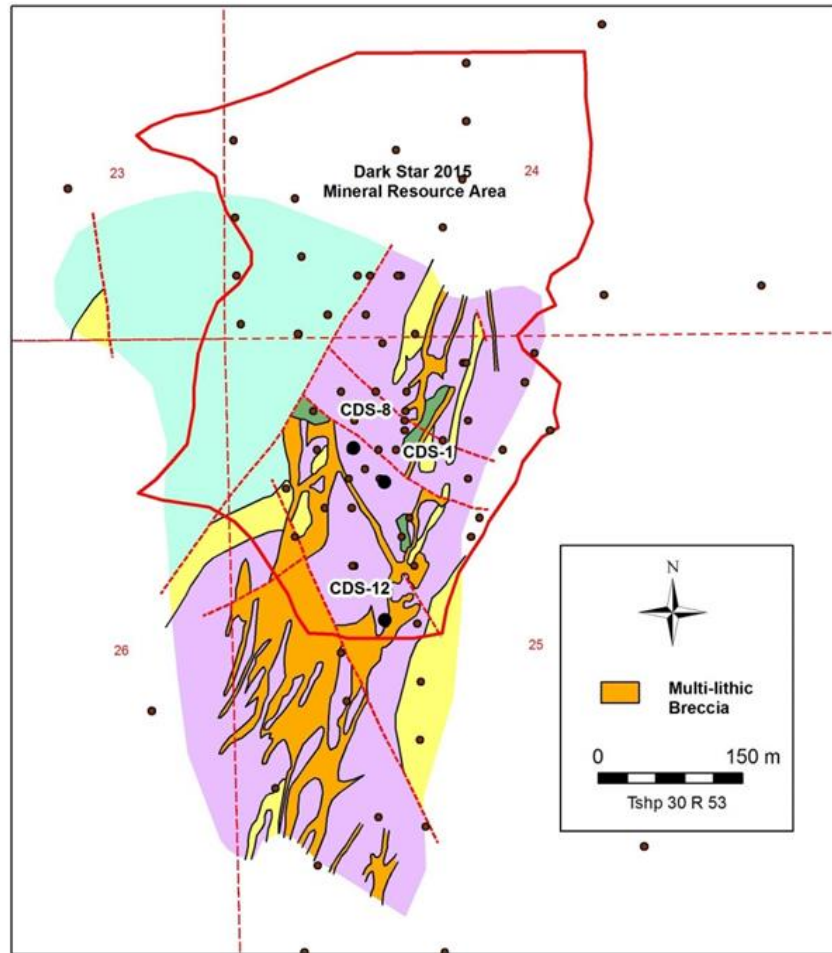 Dark Star 2015
Mineral Resource Area
23
24
CDS-8
CDS-1
CDS-12
26
25
N
Multi-lithic
Breccia
0 150 m
Tshp 30 R 53